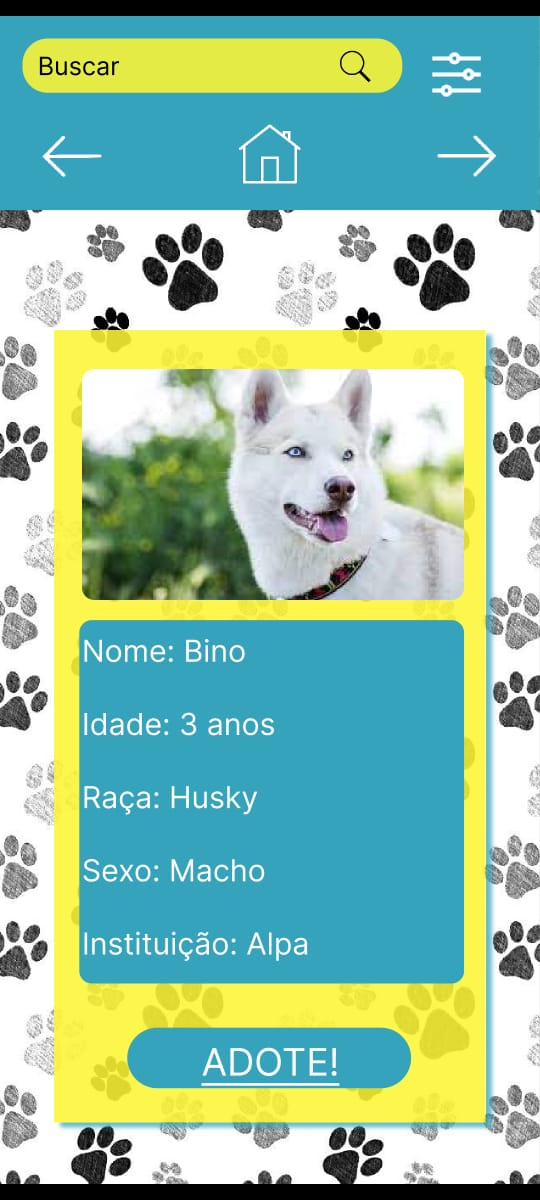 Buscar
Nome: Bino
Idade: 3 anos
Raça: Husky
Sexo: Macho
Instituição: Alpa
ADOTE!